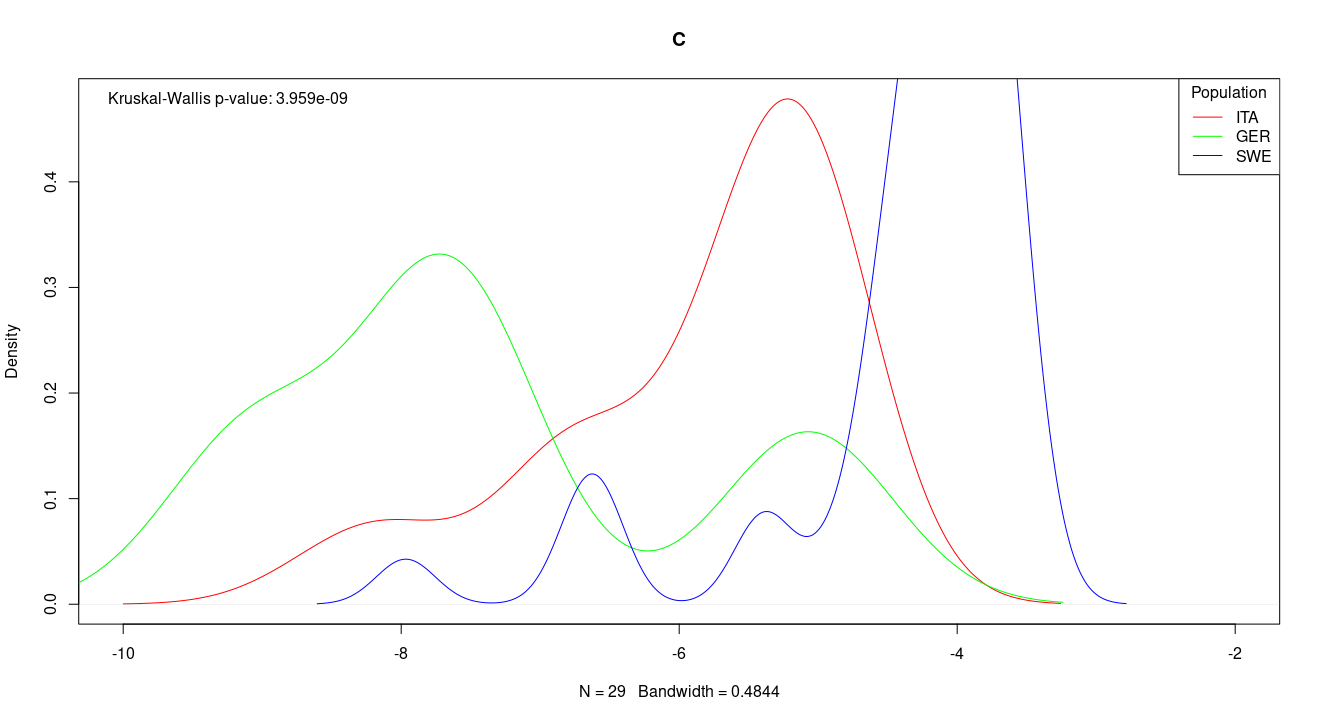 C
Kruskal-Wallis p-value: 3.959e-09
Population
ITA
GER
SWE
Density
0.4
0.3
0.2
0.1
0.0
-10 -8 -6 -4 -2
N = 29 Bandwidth = 0.4844